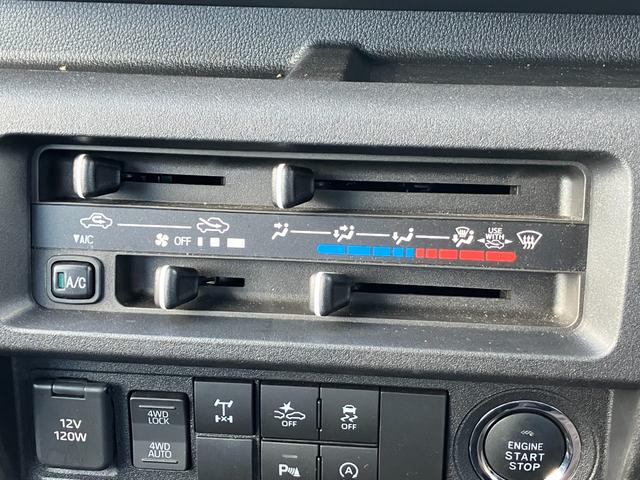 ▼A/C
OFF
USE
WITH
A/C
12V
120W
4WD
LOCK
4WD
AUTO
OFF
OFF
P
A
ENGINE
START
STOP